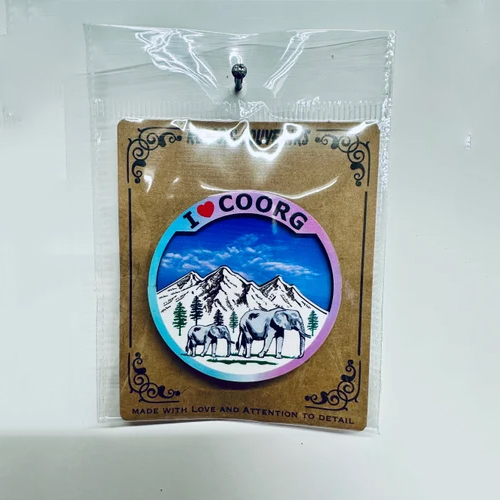 I ❤ COORG
MADE WITH LOVE AND ATTENTION TO DETAIL